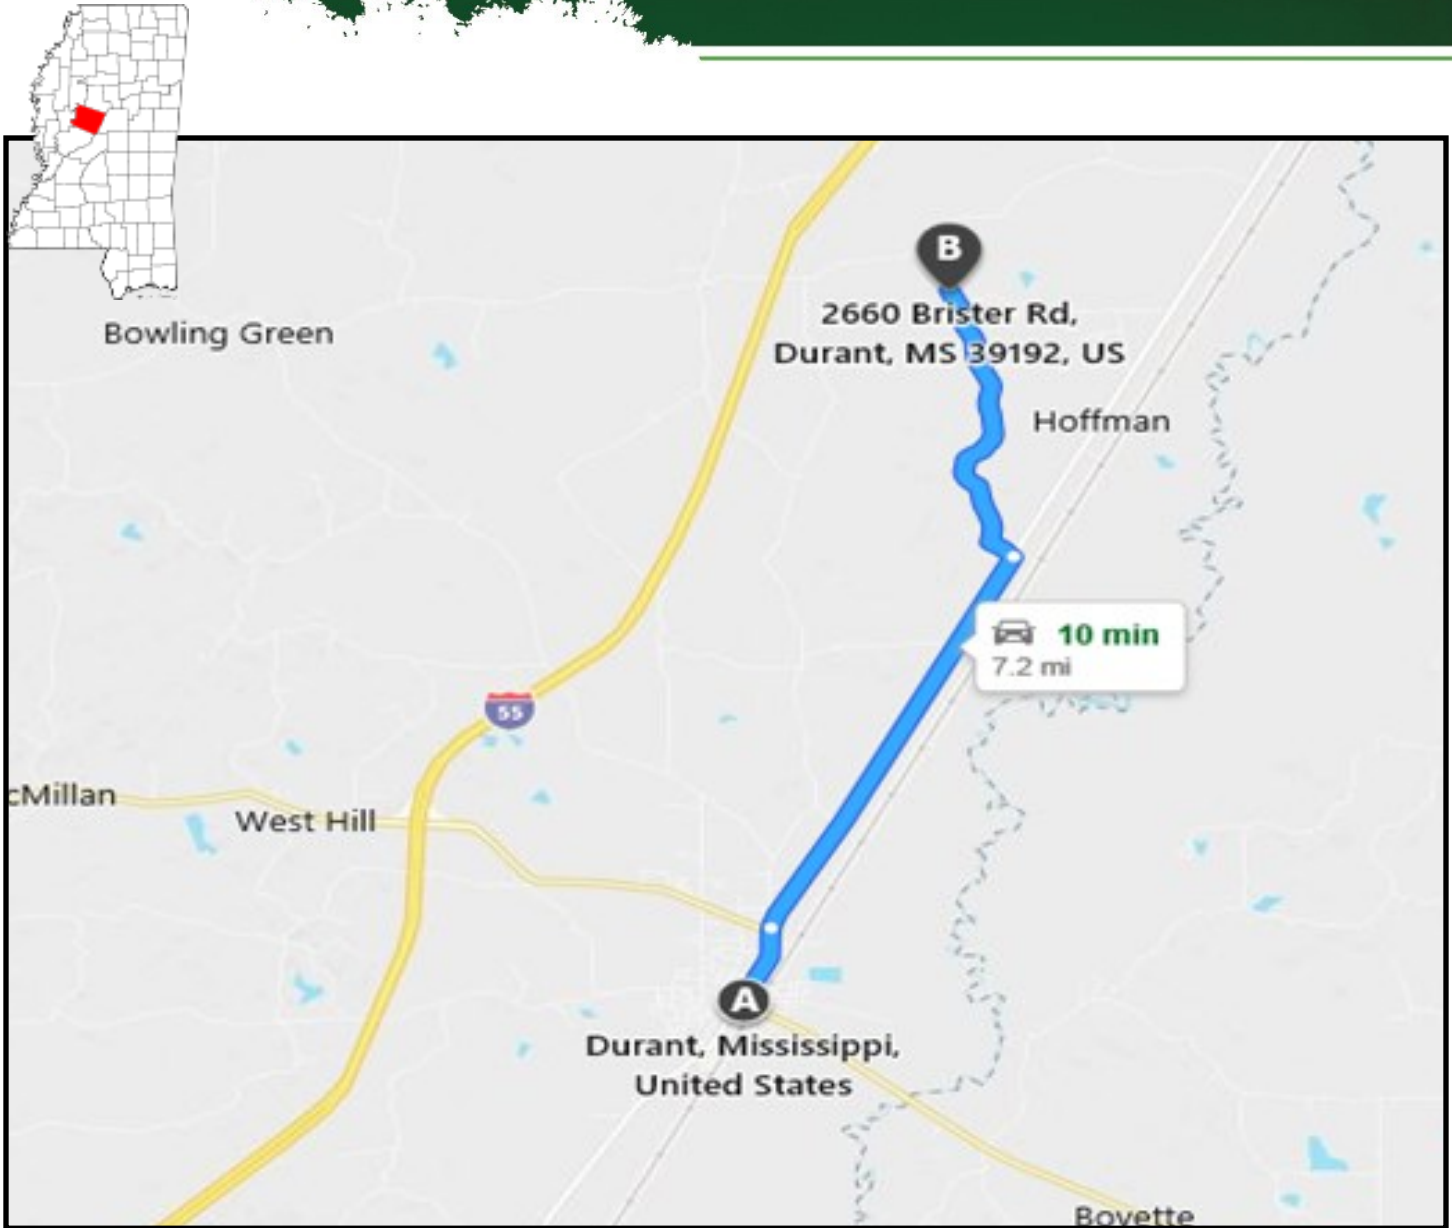 B
2660 Brister Rd,
Durant, MS 39192, US
Bowling Green
Hoffman
10 min
7.2 mi
55
cMillan
West Hill
A
Durant, Mississippi,
United States
Bovette